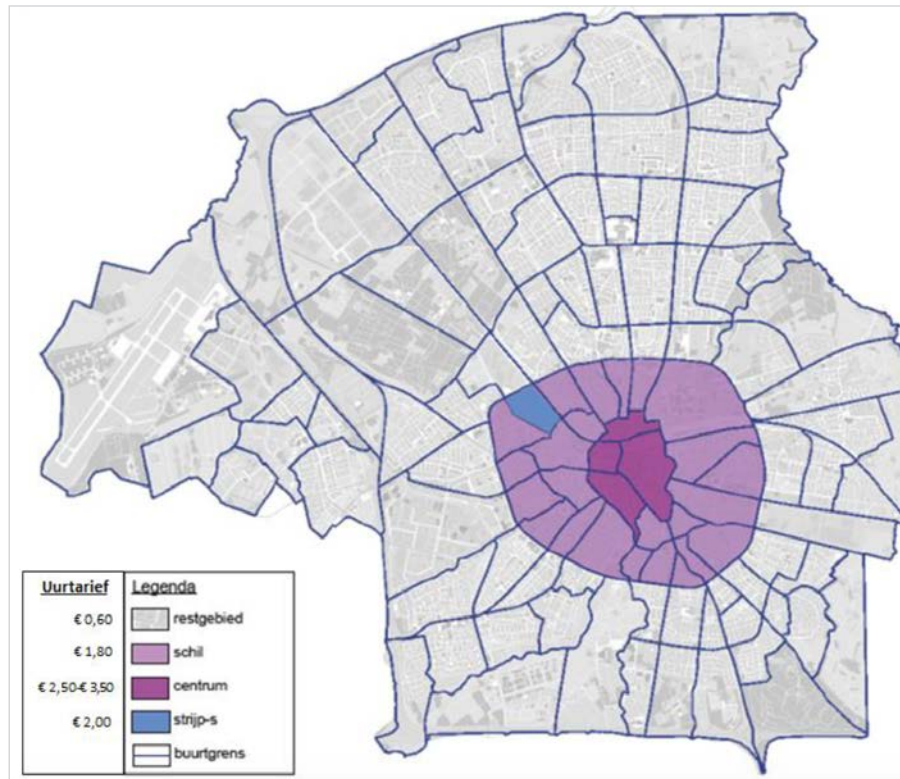 Uurtarief Legenda
€ 0,60 restgebied
€ 1,80 schil
€ 2,50-€ 3,50 centrum
€ 2,00 strijp-s
buurtgrens